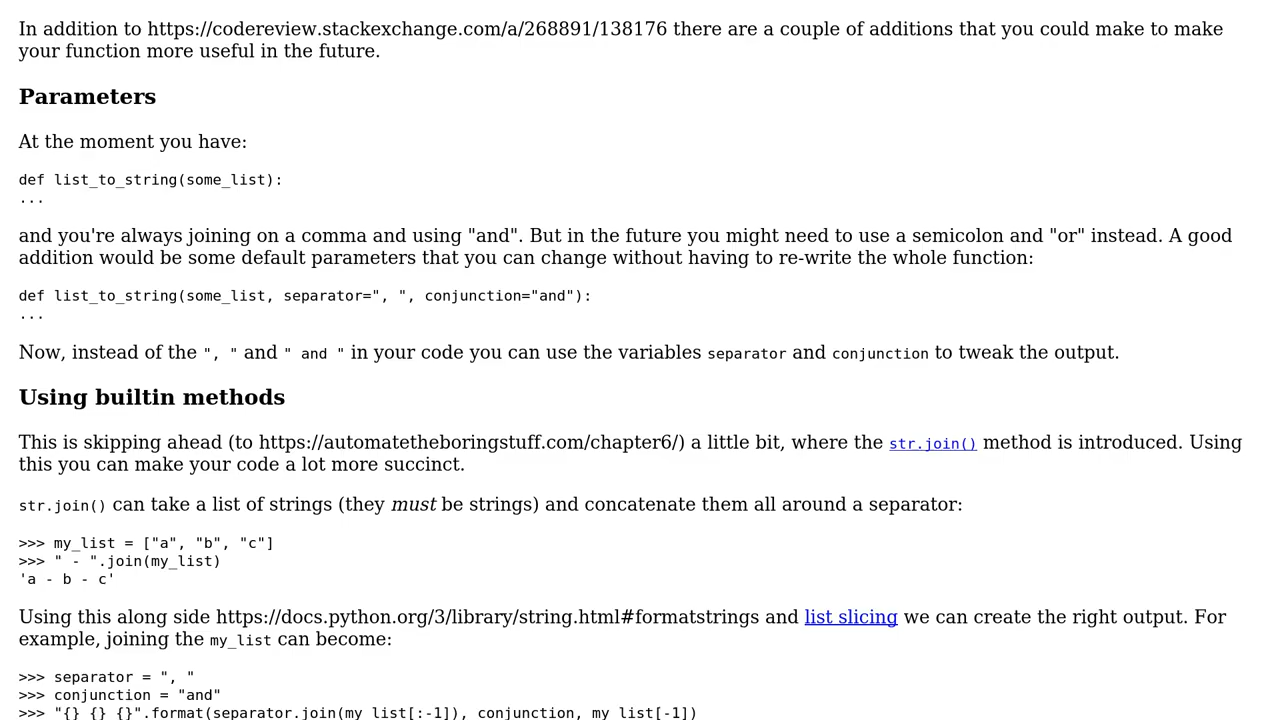 In addition to https://codereview.stackexchange.com/a/268891/138176 there are a couple of additions that you could make to make
your function more useful in the future.
Parameters
At the moment you have:
def list_to_string(some_list):
...
and you're always joining on a comma and using "and". But in the future you might need to use a semicolon and "or" instead. A good
addition would be some default parameters that you can change without having to re-write the whole function:
def list_to_string(some_list, separator=", ", conjunction="and"):
...
Now, instead of the ", " and " and " in your code you can use the variables separator and conjunction to tweak the output.
Using builtin methods
This is skipping ahead (to https://automatetheboringstuff.com/chapter6/) a little bit, where the str.join() method is introduced. Using
this you can make your code a lot more succinct.
str.join() can take a list of strings (they must be strings) and concatenate them all around a separator:
>>> my_list = ["a", "b", "c"]
>>> " - ".join(my_list)
'a - b - c'
Using this along side https://docs.python.org/3/library/string.html#formatstrings and list slicing we can create the right output. For
example, joining the my_list can become:
>>> separator = ", "
>>> conjunction = "and"
>>> "{} {} {}".format(separator.join(my_list[:-1]), conjunction, my_list[-1])